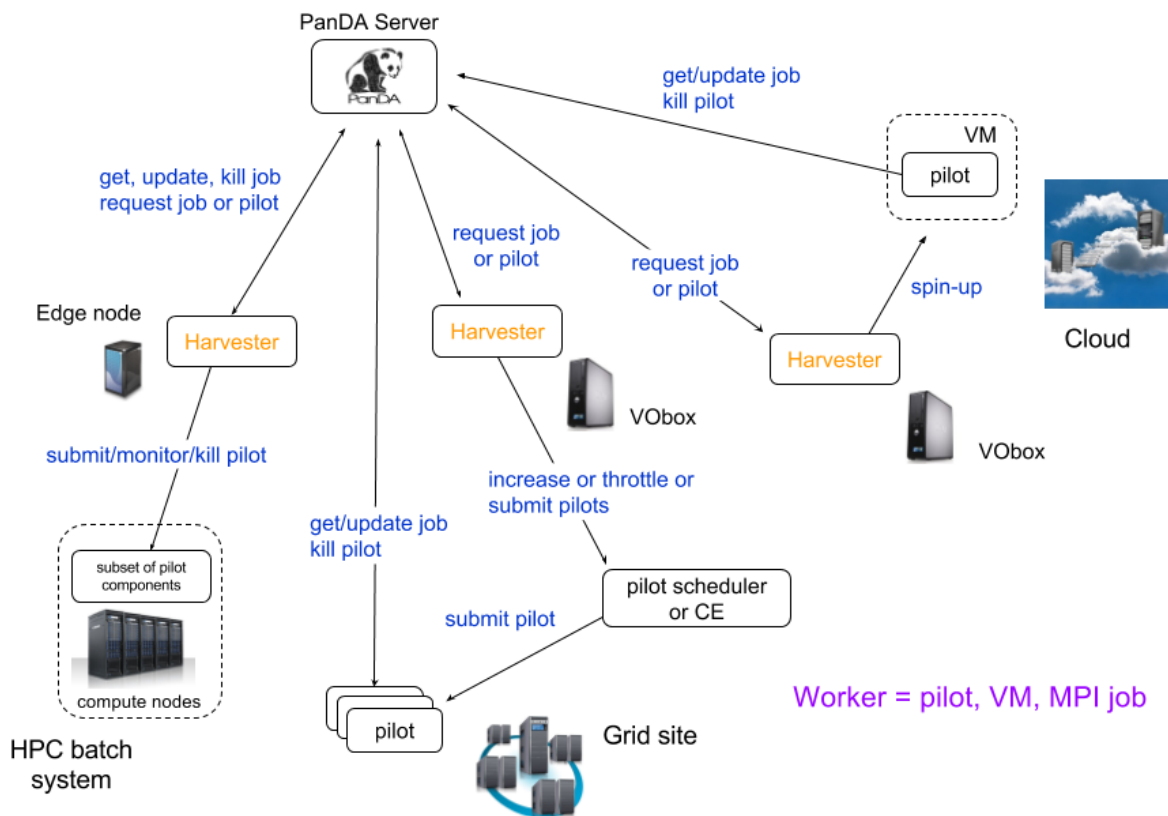 PanDA Server
PanDA
get/update job
kill pilot
VM
pilot
get, update, kill job
request job or pilot
request job
or pilot
request job
or pilot
spin-up
Edge node
Harvester
Harvester
Harvester
Cloud
VObox
VObox
submit/monitor/kill pilot
increase or throttle or
submit pilots
get/update job
kill pilot
subset of pilot
components
pilot scheduler
or CE
submit pilot
compute nodes
Worker = pilot, VM, MPI job
pilot
Grid site
HPC batch
system